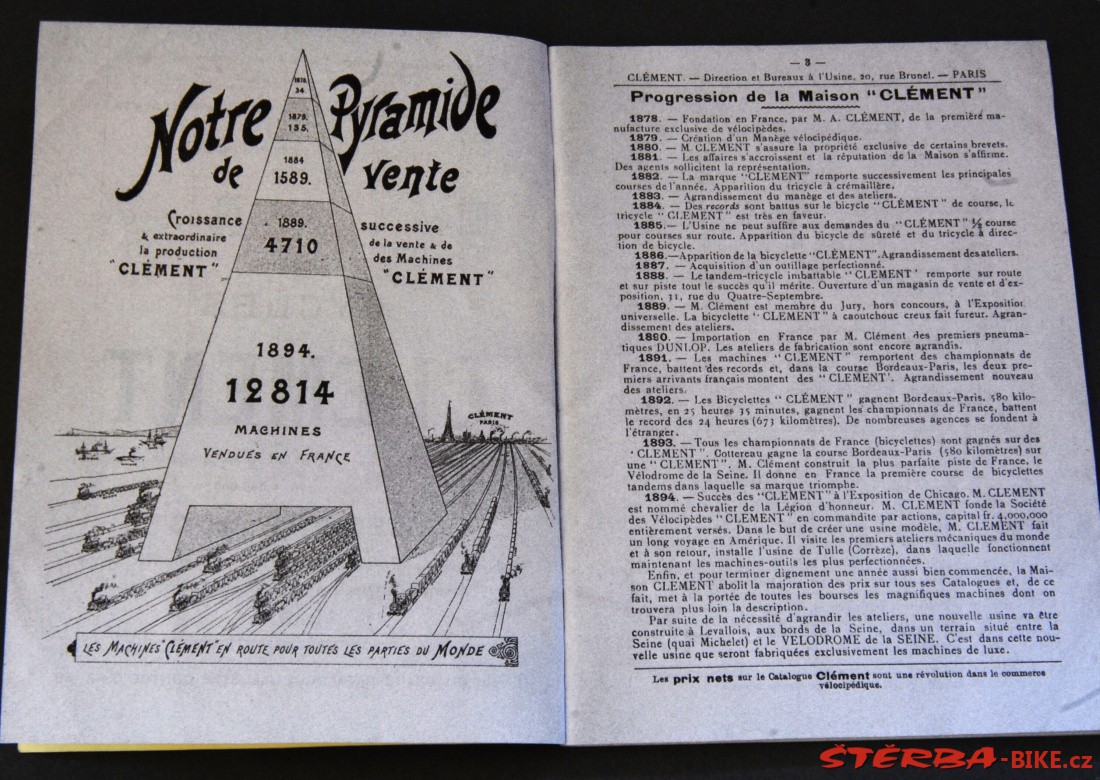 Notre Pyramide
de vente
1878.
34
1879.
135.
1884
1589.
1889.
4710
Croissance
& extraordinaire
la production
"CLÉMENT"
successive
de la vente & de
des Machines
"CLÉMENT"
1894.
12814
MACHINES
VENDUES EN FRANCE
CLÉMENT
PARIS
LES MACHINES "CLÉMENT" EN ROUTE POUR TOUTES LES PARTIES DU MONDE
— 3 —
CLÉMENT. — Direction et Bureaux à l'Usine, 20, rue Brunel. — PARIS
Progression de la Maison "CLÉMENT"
1878. — Fondation en France, par M. A. CLÉMENT, de la première ma-
nufacture exclusive de vélocipèdes.
1879. — Création d'un Manège vélocipédique.
1880. — M. CLEMENT s'assure la propriété exclusive de certains brevets.
1881. — Les affaires s'accroissent et la réputation de la Maison s'affirme.
Des agents sollicitent la représentation.
1882. — La marque "CLEMENT" remporte successivement les principales
courses de l'année. Apparition du tricycle à crémaillère.
1883. — Agrandissement du manège et des ateliers.
1884. — Des records sont battus sur le bicycle "CLÉMENT" de course, le
tricycle "CLEMENT" est très en faveur.
1885. — L'Usine ne peut suffire aux demandes du "CLÉMENT" ½ course
pour courses sur route. Apparition du bicycle de sûreté et du tricycle à direc-
tion de bicycle.
1886. — Apparition de la bicyclette "CLÉMENT". Agrandissement des ateliers.
1887. — Acquisition d'un outillage perfectionné.
1888. — Le tandem-tricycle imbattable "CLEMENT" remporte sur route
et sur piste tout le succès qu'il mérite. Ouverture d'un magasin de vente et d'ex-
position, 31, rue du Quatre-Septembre.
1889. — M. Clément est membre du Jury, hors concours, à l'Exposition
universelle. La bicyclette "CLEMENT" à caoutchouc creux fait fureur. Agran-
dissement des ateliers.
1890. — Importation en France par M. Clément des premiers pneuma-
tiques DUNLOP. Les ateliers de fabrication sont encore agrandis.
1891. — Les machines "CLEMENT" remportent des championnats de
France, battent des records et, dans la course Bordeaux-Paris, les deux pre-
miers arrivants français montent des "CLEMENT". Agrandissement nouveau
des ateliers.
1892. — Les Bicyclettes "CLÉMENT" gagnent Bordeaux-Paris, 580 kilo-
mètres, en 25 heures 35 minutes, gagnent les championnats de France, battent
le record des 24 heures (673 kilomètres). De nombreuses agences se fondent à
l'étranger.
1893. — Tous les championnats de France (bicyclettes) sont gagnés sur des
"CLEMENT". Cottereau gagne la course Bordeaux-Paris (580 kilomètres) sur
une "CLEMENT". M. Clément construit la plus parfaite piste de France, le
Vélodrome de la Seine. Il donne en France la première course de bicyclettes
tandems dans laquelle sa marque triomphe.
1894. — Succès des "CLEMENT" à l'Exposition de Chicago. M. CLEMENT
est nommé chevalier de la Légion d'honneur. M. CLEMENT fonde la Société
des Vélocipèdes "CLEMENT" en commandite par actions, capital fr. 4,000,000
entièrement versés. Dans le but de créer une usine modèle, M. CLEMENT fait
un long voyage en Amérique. Il visite les premiers ateliers mécaniques du monde
et à son retour, installe l'usine de Tulle (Corrèze), dans laquelle fonctionnent
maintenant les machines-outils les plus perfectionnées.
Enfin, et pour terminer dignement une année aussi bien commencée, la Mai-
son CLEMENT abolit la majoration des prix sur tous ses Catalogues et, de ce
fait, met à la portée de toutes les bourses les magnifiques machines dont on
trouvera plus loin la description.
Par suite de la nécessité d'agrandir les ateliers, une nouvelle usine va être
construite à Levallois, aux bords de la Seine, dans un terrain situé entre la
Seine (quai Michelet) et le VELODROME de la SEINE. C'est dans cette nou-
velle usine que seront fabriquées exclusivement les machines de luxe.
Les prix nets sur le Catalogue Clément sont une révolution dans le commerce
vélocipédique.
ŠTĚRBA-BIKE.cz